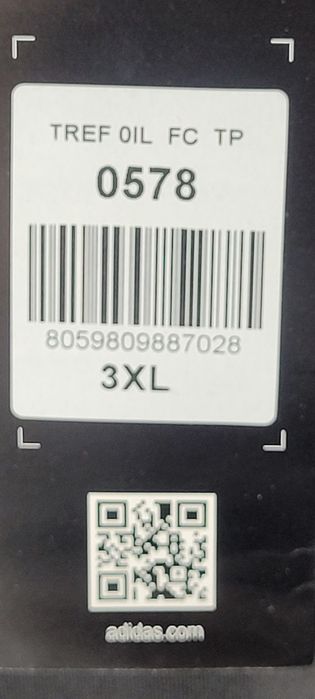 TREF OIL FC TP
0578
8059809887028
3XL
adidas.com